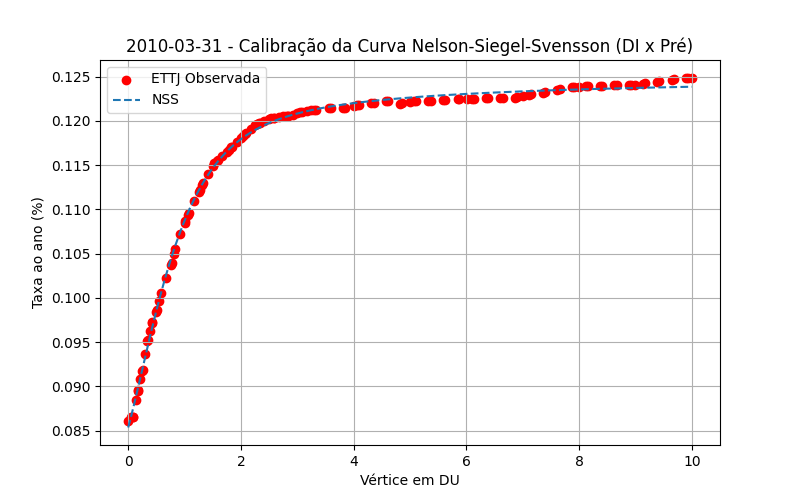 2010-03-31 - Calibração da Curva Nelson-Siegel-Svensson (DI x Pré)
ETTJ Observada
NSS
Taxa ao ano (%)
0.125
0.120
0.115
0.110
0.105
0.100
0.095
0.090
0.085
0 2 4 6 8 10
Vértice em DU